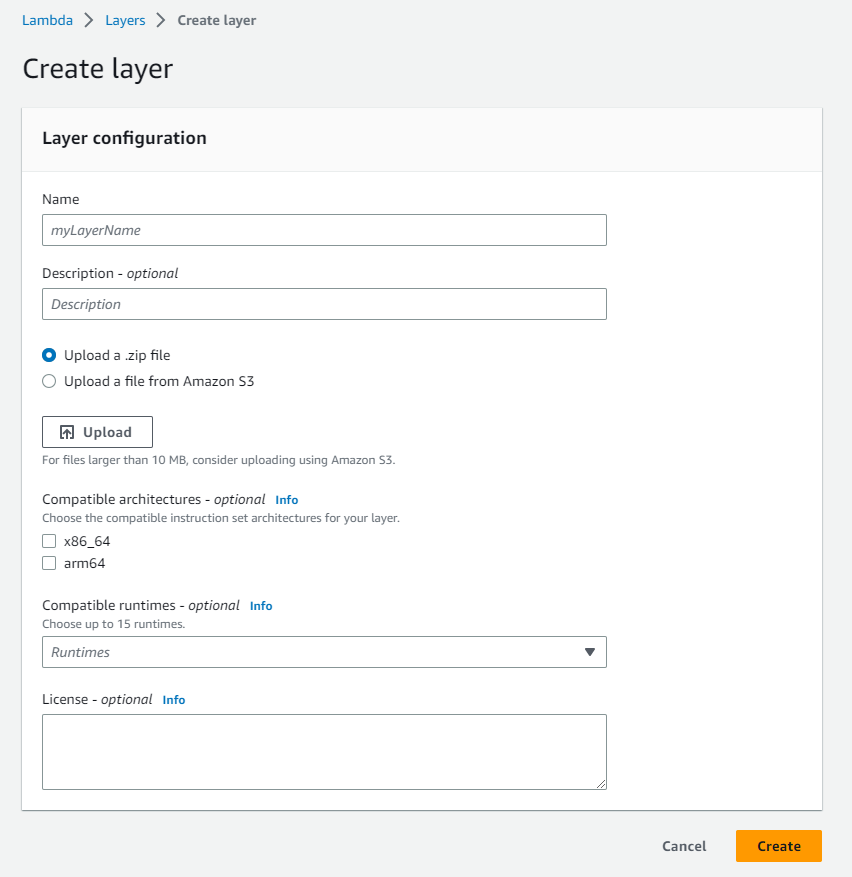 Lambda > Layers > Create layer
Create layer
Layer configuration
Name
myLayerName
Description - optional
Description
Upload a .zip file
Upload a file from Amazon S3
Upload
For files larger than 10 MB, consider uploading using Amazon S3.
Compatible architectures - optional Info
Choose the compatible instruction set architectures for your layer.
x86_64
arm64
Compatible runtimes - optional Info
Choose up to 15 runtimes.
Runtimes
License - optional Info
Cancel Create